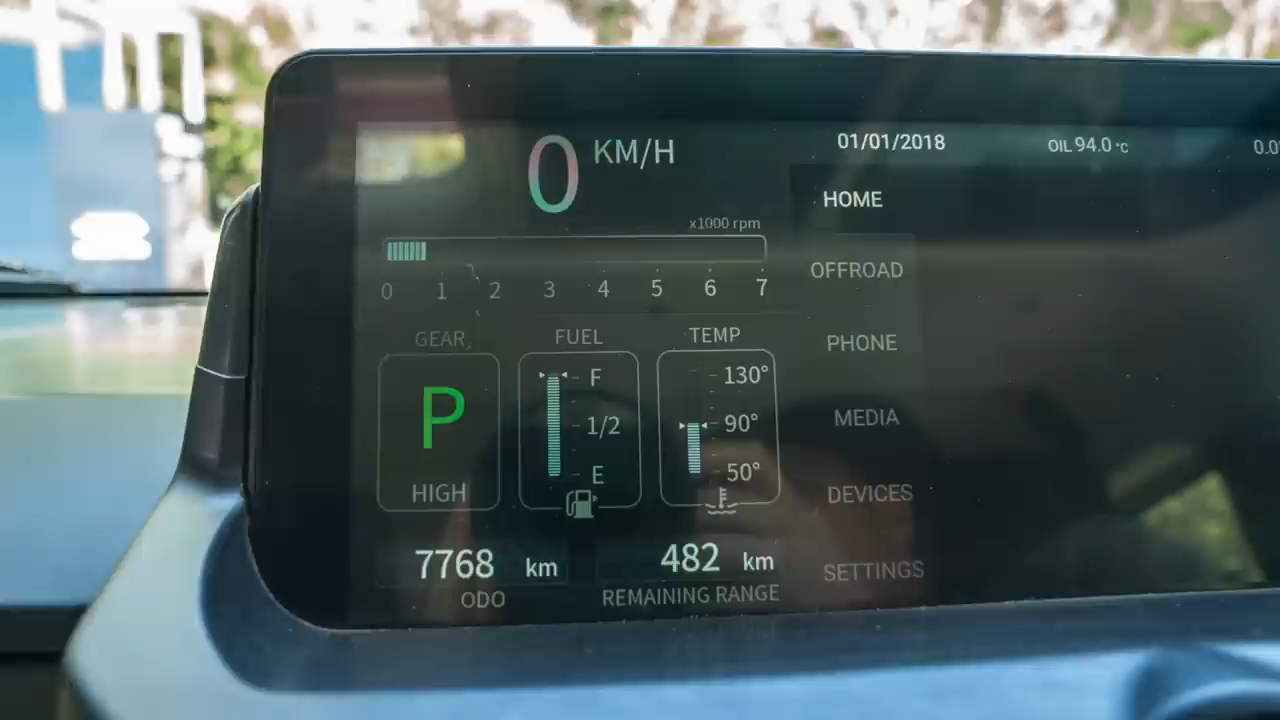 0 KM/H
01/01/2018
OIL 94.0 °C
0.0
x1000 rpm
0 1 2 3 4 5 6 7
GEAR
P
HIGH
FUEL
F
1/2
E
TEMP
130°
90°
50°
7768 km
ODO
482 km
REMAINING RANGE
HOME
OFFROAD
PHONE
MEDIA
DEVICES
SETTINGS